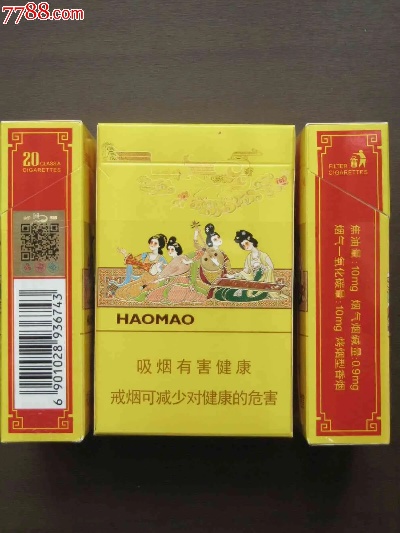 7788.com
20 CLASS A
CIGARETTES
6 901028 936743
HAOMAO
吸烟有害健康
戒烟可减少对健康的危害
FILTER
CIGARETTES
焦油量:10mg 烟气烟碱量:0.9mg
烟气一氧化碳量:10mg 烤烟型香烟